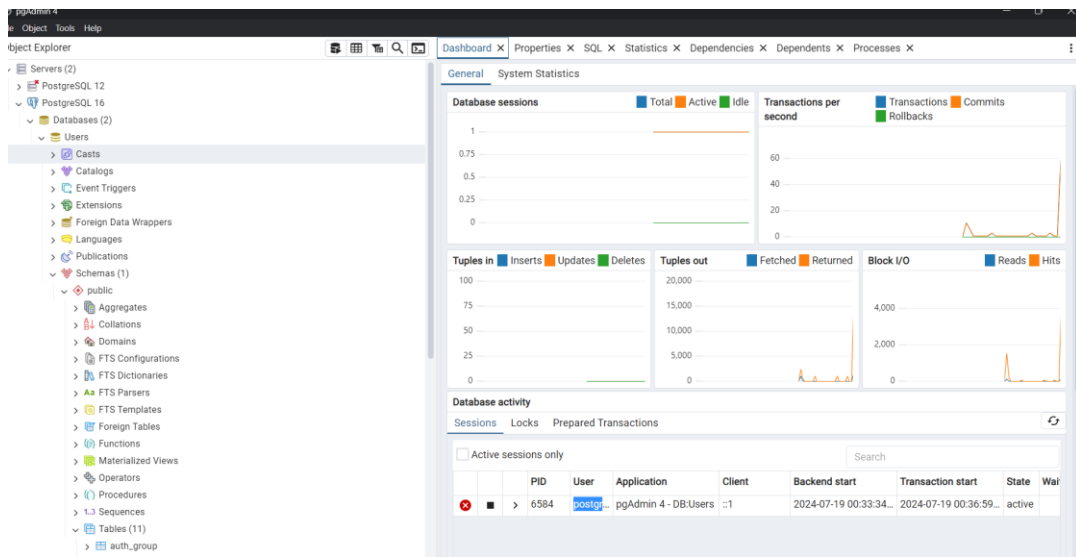 pgAdmin 4
le Object Tools Help
bject Explorer
Servers (2)
PostgreSQL 12
PostgreSQL 16
Databases (2)
Users
Casts
Catalogs
Event Triggers
Extensions
Foreign Data Wrappers
Languages
Publications
Schemas (1)
public
Aggregates
Collations
Domains
FTS Configurations
FTS Dictionaries
FTS Parsers
FTS Templates
Foreign Tables
Functions
Materialized Views
Operators
Procedures
1..3 Sequences
Tables (11)
auth_group
Dashboard Properties SQL Statistics Dependencies Dependents Processes
General System Statistics
Database sessions Total Active Idle
1
0.75
0.5
0.25
0
Transactions per second Transactions Commits Rollbacks
60
40
20
0
Tuples in Inserts Updates Deletes
100
75
50
25
0
Tuples out Fetched Returned
20,000
15,000
10,000
5,000
0
Block I/O Reads Hits
4,000
2,000
0
Database activity
Sessions Locks Prepared Transactions
Active sessions only Search
PID User Application Client Backend start Transaction start State Wai
6584 postgr... pgAdmin 4 - DB:Users ::1 2024-07-19 00:33:34... 2024-07-19 00:36:59... active